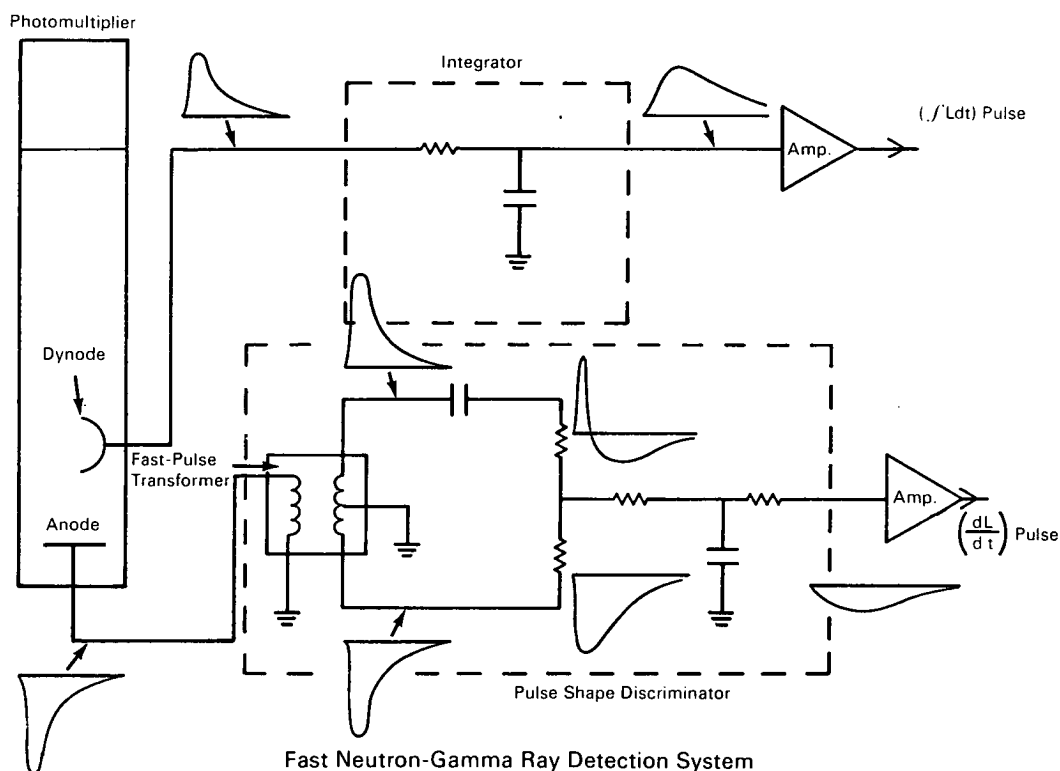 Photomultiplier
Integrator
(∫Ldt) Pulse
Amp.
Dynode
Fast-Pulse
Transformer
Anode
Amp.
(dL/dt) Pulse
Pulse Shape Discriminator
Fast Neutron-Gamma Ray Detection System